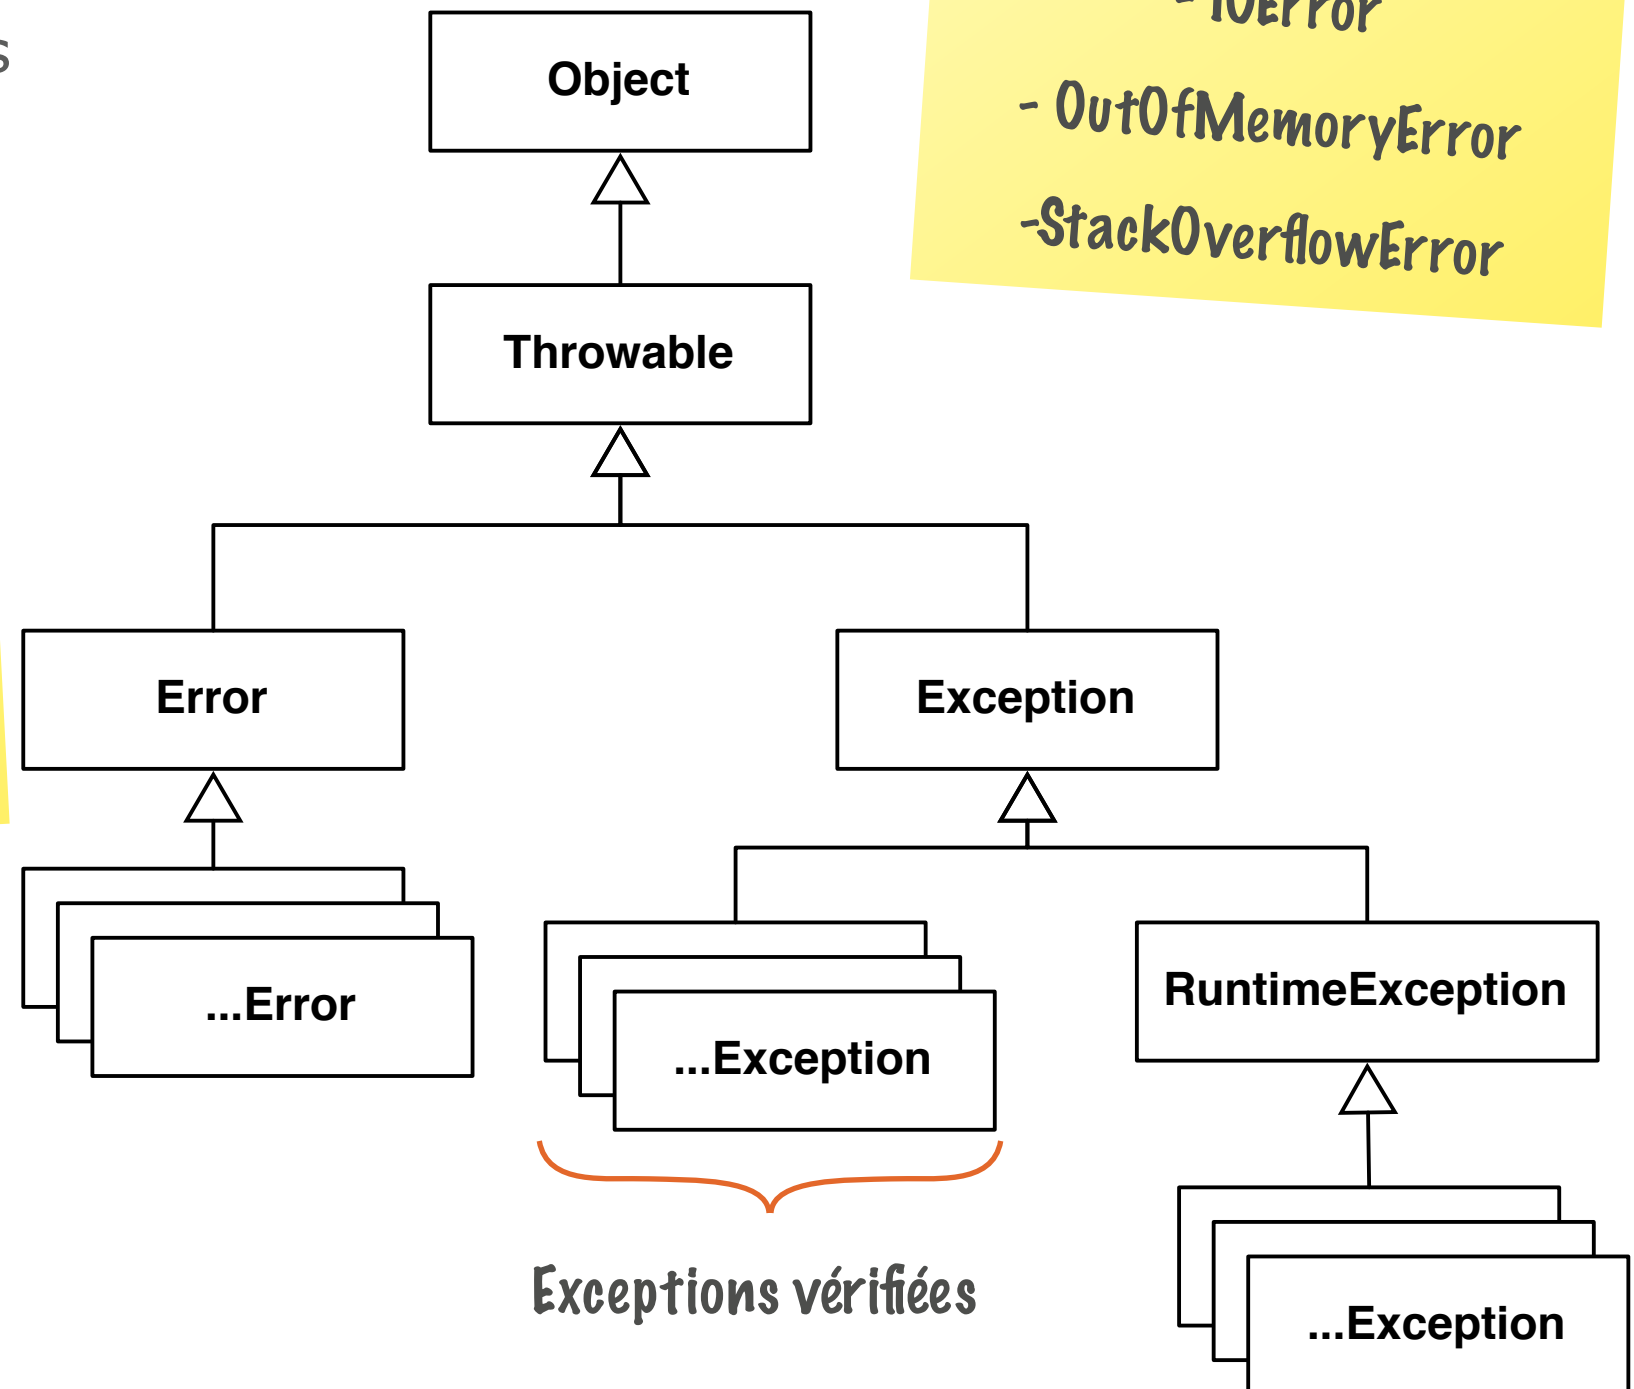 s
Object
- IOError
- OutOfMemoryError
-StackOverflowError
Throwable
Error
Exception
...Error
...Exception
RuntimeException
Exceptions vérifiées
...Exception